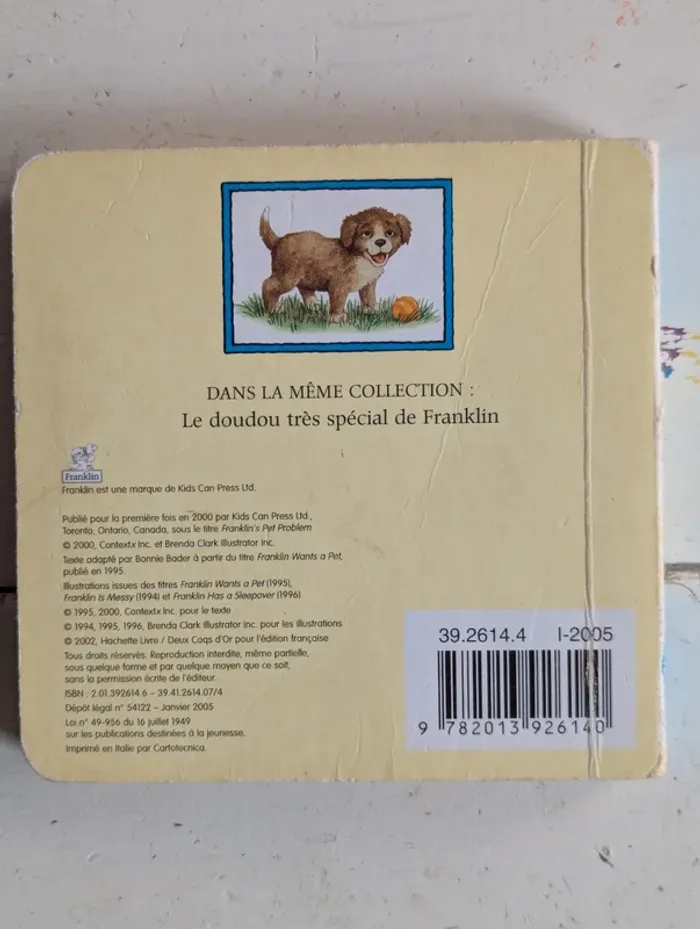 DANS LA MÊME COLLECTION :
Le doudou très spécial de Franklin
Franklin
Franklin est une marque de Kids Can Press Ltd.
Publié pour la première fois en 2000 par Kids Can Press Ltd.,
Toronto, Ontario, Canada, sous le titre Franklin's Pet Problem
© 2000, Contextx Inc. et Brenda Clark Illustrator Inc.
Texte adapté par Bonnie Bader à partir du titre Franklin Wants a Pet,
publié en 1995.
Illustrations issues des titres Franklin Wants a Pet (1995),
Franklin Is Messy (1994) et Franklin Has a Sleepover (1996).
© 1995, 2000, Contextx Inc. pour le texte
© 1994, 1995, 1996, Brenda Clark Illustrator Inc. pour les illustrations
© 2002, Hachette Livre / Deux Coqs d'Or pour l'édition française
Tous droits réservés. Reproduction interdite, même partielle,
sous quelque forme et par quelque moyen que ce soit,
sans la permission écrite de l'éditeur.
ISBN : 2.01.392614.6 – 39.41.2614.07/4
Dépôt légal n° 54122 – Janvier 2005
Loi n° 49-956 du 16 juillet 1949
sur les publications destinées à la jeunesse.
Imprimé en Italie par Cartotecnica.
39.2614.4 I-2005
9 782013 926140